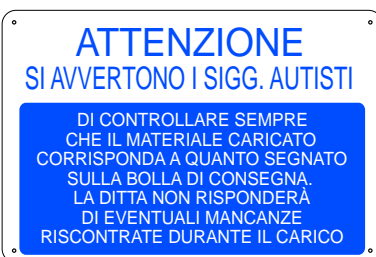 ATTENZIONE
SI AVVERTONO I SIGG. AUTISTI
DI CONTROLLARE SEMPRE
CHE IL MATERIALE CARICATO
CORRISPONDA A QUANTO SEGNATO
SULLA BOLLA DI CONSEGNA.
LA DITTA NON RISPONDERÀ
DI EVENTUALI MANCANZE
RISCONTRATE DURANTE IL CARICO